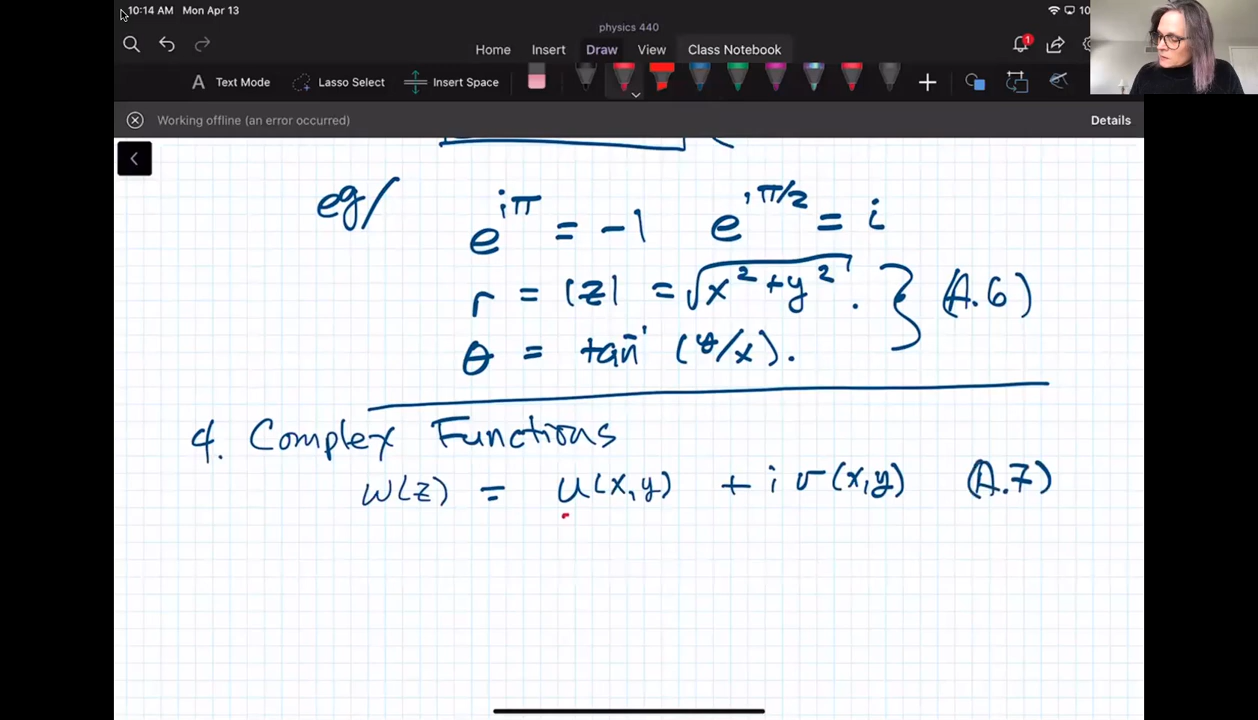 10:14 AM Mon Apr 13 10
physics 440
Home Insert Draw View Class Notebook
1
A Text Mode Lasso Select Insert Space
Working offline (an error occurred) Details
eg/ e^{iπ} = -1 e^{iπ/2} = i
r = |z| = √x² + y² .
θ = tan⁻¹ (y/x). } (A.6)
4. Complex Functions
W(z) = u(x,y) + i v(x,y) (A.7)